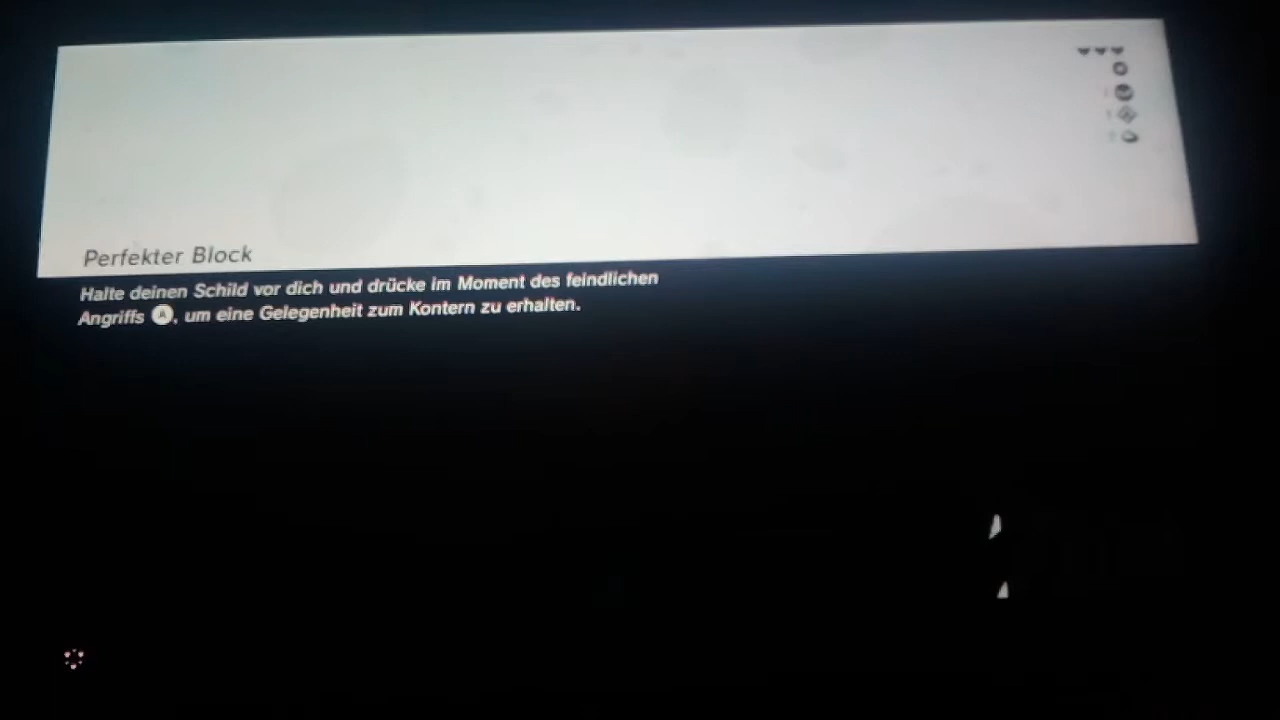 Perfekter Block
Halte deinen Schild vor dich und drücke im Moment des feindlichen
Angriffs A, um eine Gelegenheit zum Kontern zu erhalten.